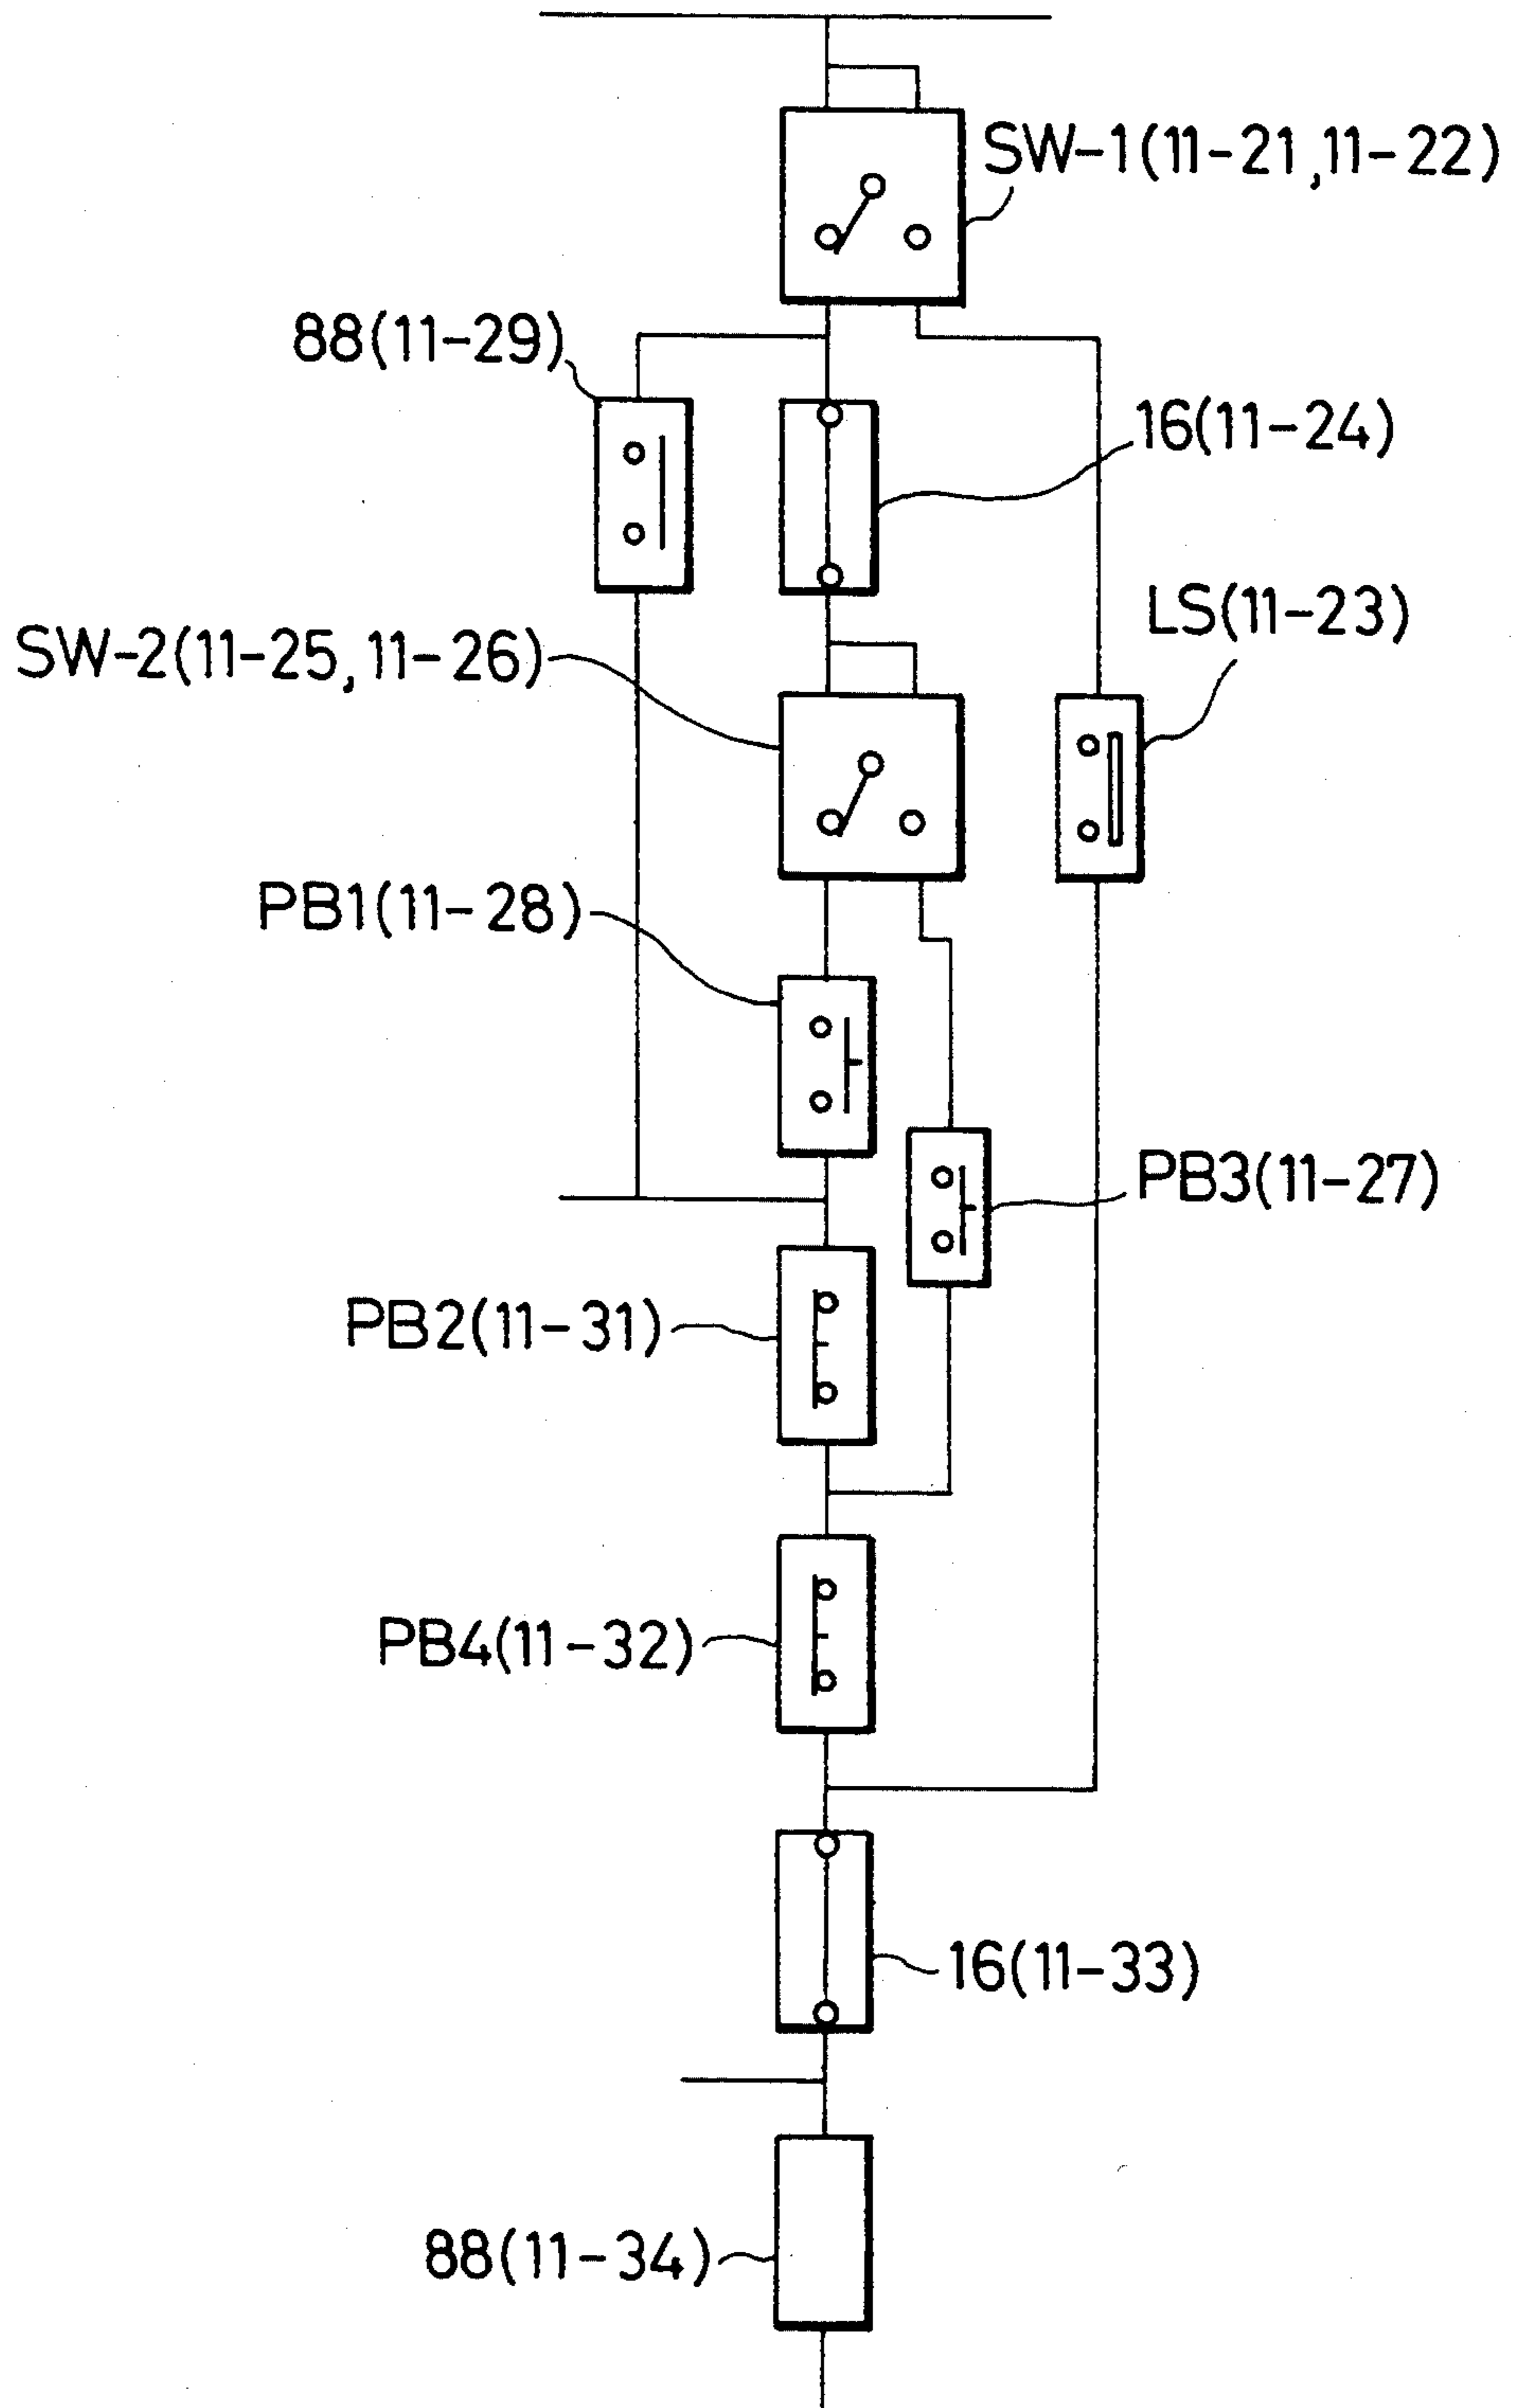 SW-1(11-21,11-22)
88(11-29)
16(11-24)
LS(11-23)
SW-2(11-25,11-26)
PB1(11-28)
PB3(11-27)
PB2(11-31)
PB4(11-32)
16(11-33)
88(11-34)